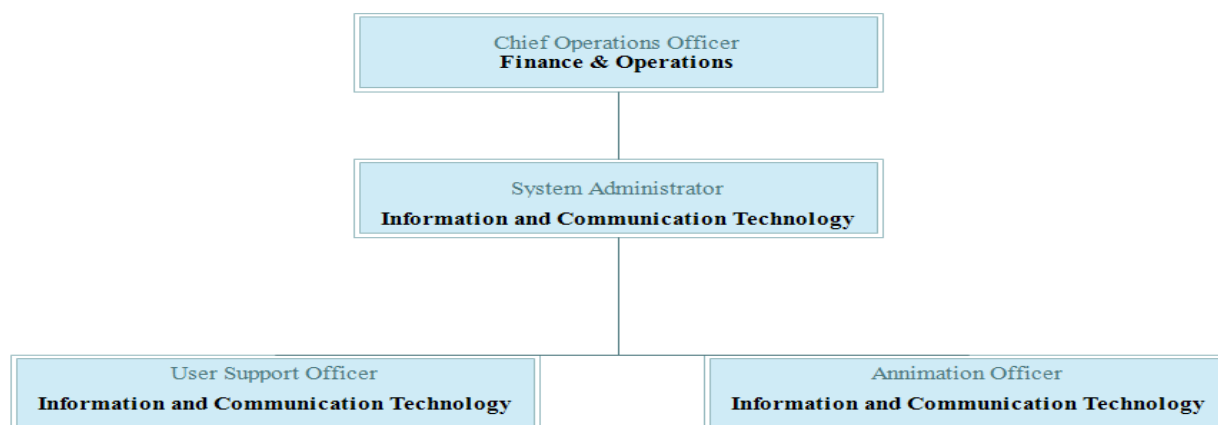 Chief Operations Officer
Finance & Operations
System Administrator
Information and Communication Technology
User Support Officer
Information and Communication Technology
Annimation Officer
Information and Communication Technology